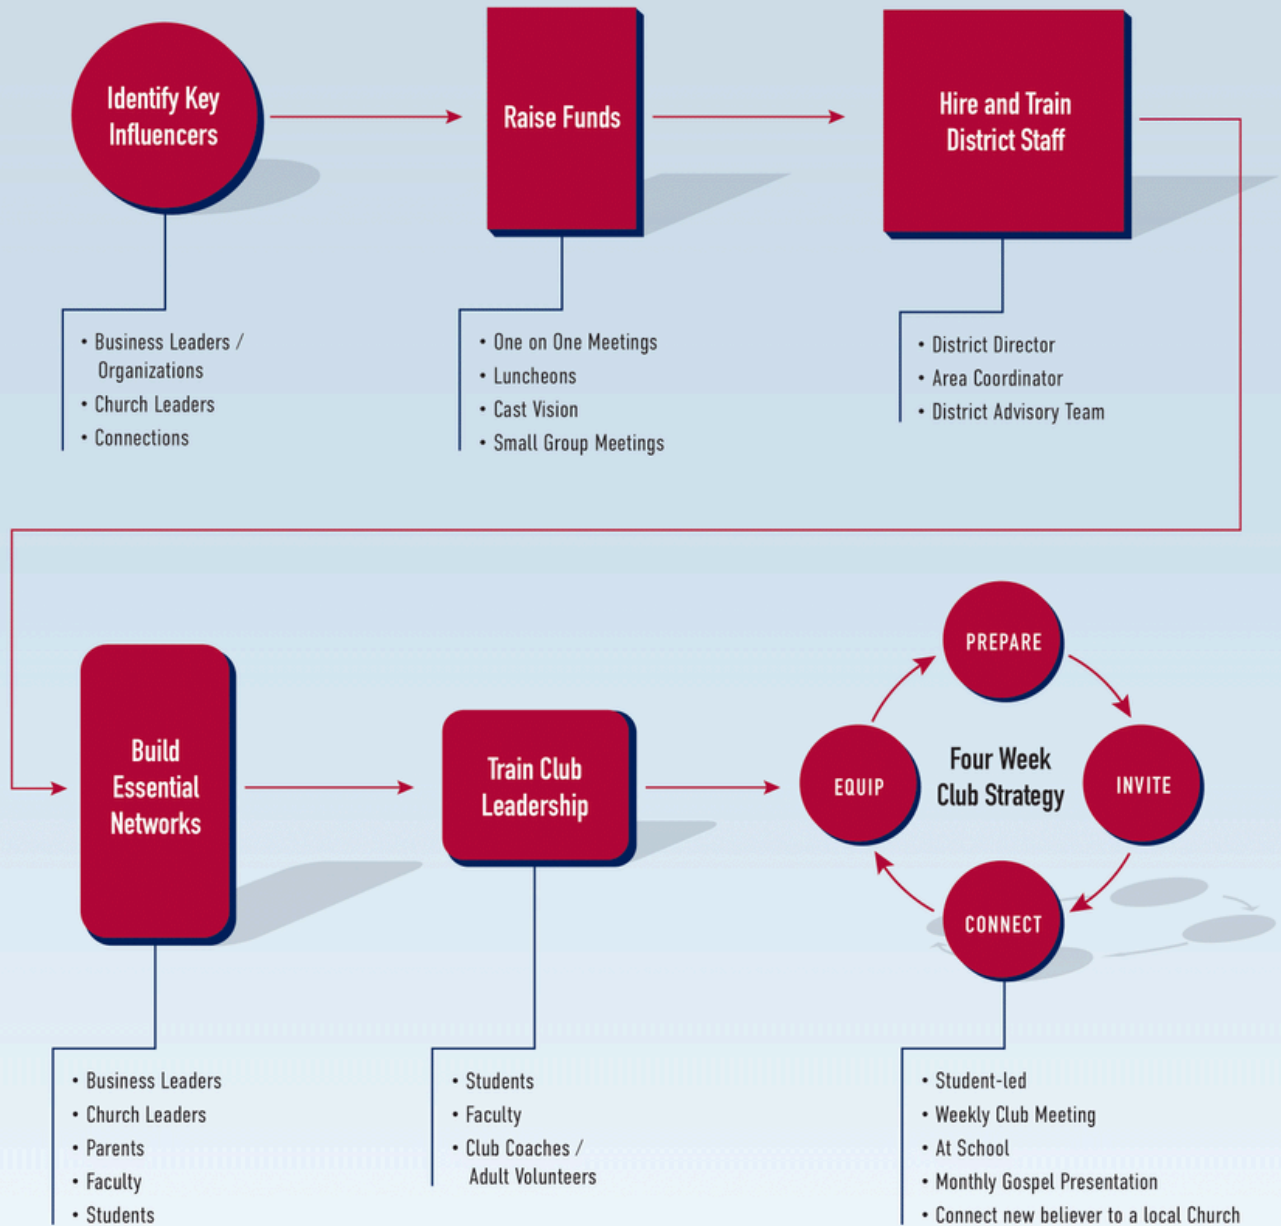 Identify Key
Influencers
Raise Funds
Hire and Train
District Staff
• Business Leaders /
Organizations
• Church Leaders
• Connections
• One on One Meetings
• Luncheons
• Cast Vision
• Small Group Meetings
• District Director
• Area Coordinator
• District Advisory Team
Build
Essential
Networks
Train Club
Leadership
PREPARE
INVITE
CONNECT
EQUIP
Four Week
Club Strategy
• Business Leaders
• Church Leaders
• Parents
• Faculty
• Students
• Students
• Faculty
• Club Coaches /
Adult Volunteers
• Student-led
• Weekly Club Meeting
• At School
• Monthly Gospel Presentation
• Connect new believer to a local Church